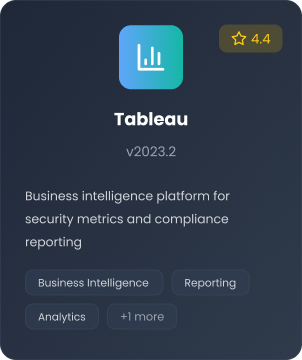 4.4
Tableau
v2023.2
Business intelligence platform for
security metrics and compliance
reporting
Business Intelligence
Reporting
Analytics
+1 more